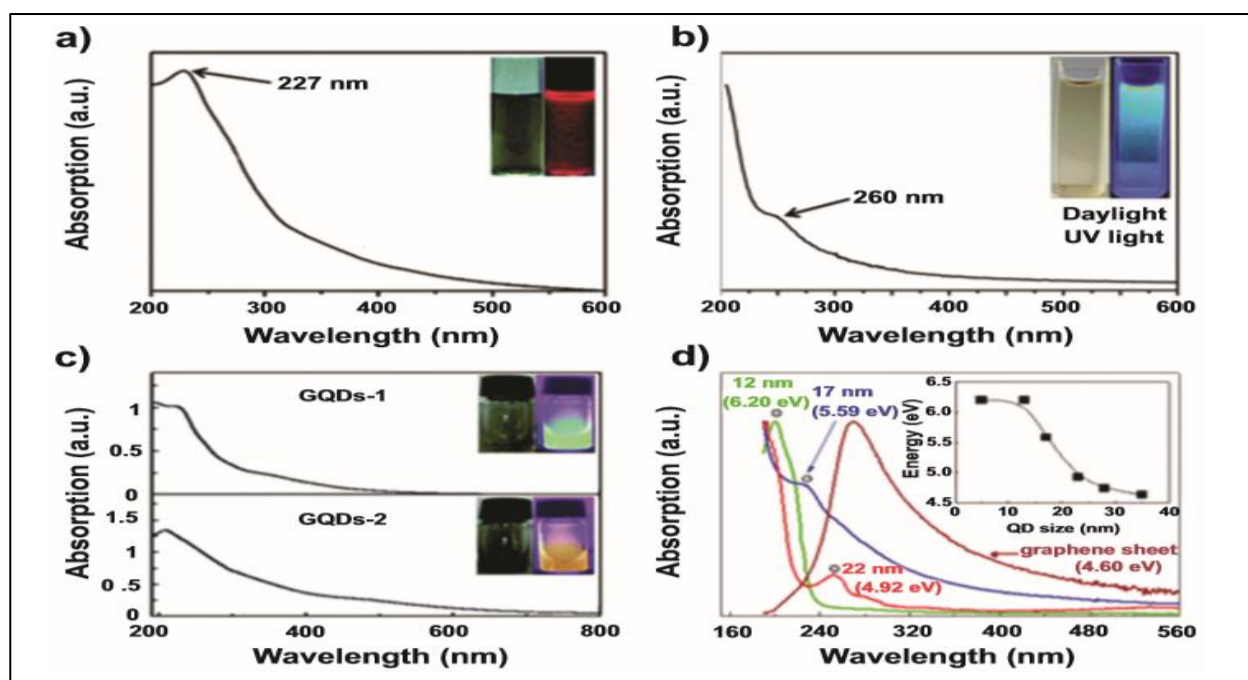 a)
227 nm
Absorption (a.u.)
200 300 400 500 600
Wavelength (nm)
b)
260 nm
Daylight
UV light
Absorption (a.u.)
200 300 400 500 600
Wavelength (nm)
c)
GQDs-1
1
0.5
0
GQDs-2
1.5
1
0.5
0
Absorption (a.u.)
200 400 600 800
Wavelength (nm)
d)
12 nm
(6.20 eV)
17 nm
(5.59 eV)
22 nm
(4.92 eV)
graphene sheet
(4.60 eV)
Energy (eV)
6.5
6.0
5.5
5.0
4.5
0 10 20 30 40
QD size (nm)
Absorption (a.u.)
160 240 320 400 480 560
Wavelength (nm)